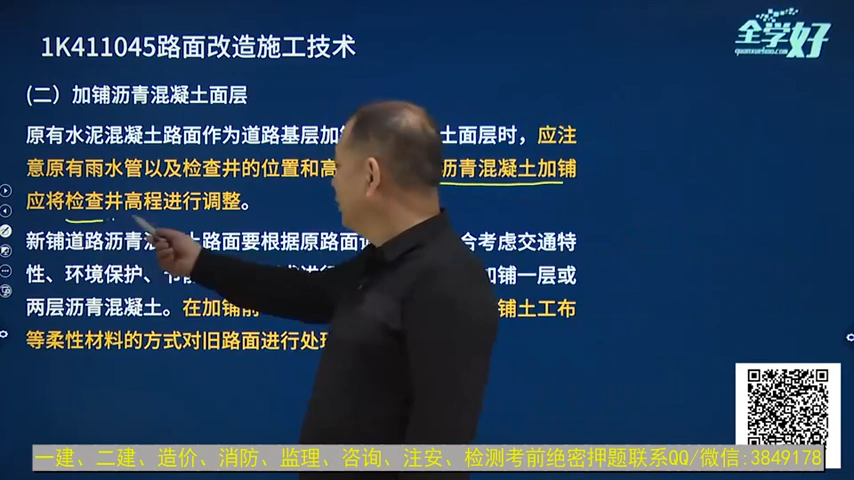 1K411045路面改造施工技术
全学好
quanxuehao.com
(二）加铺沥青混凝土面层
原有水泥混凝土路面作为道路基层加 土面层时，应注
意原有雨水管以及检查井的位置和高 沥青混凝土加铺
应将检查井高程进行调整。
新铺道路沥青混 土路面要根据原路面 合考虑交通特
性、环境保护、 加铺一层或
两层沥青混凝土。在加铺前 铺土工布
等柔性材料的方式对旧路面进行处
一建、二建、造价、消防、监理、咨询、注安、检测考前绝密押题联系QQ/微信:3849178